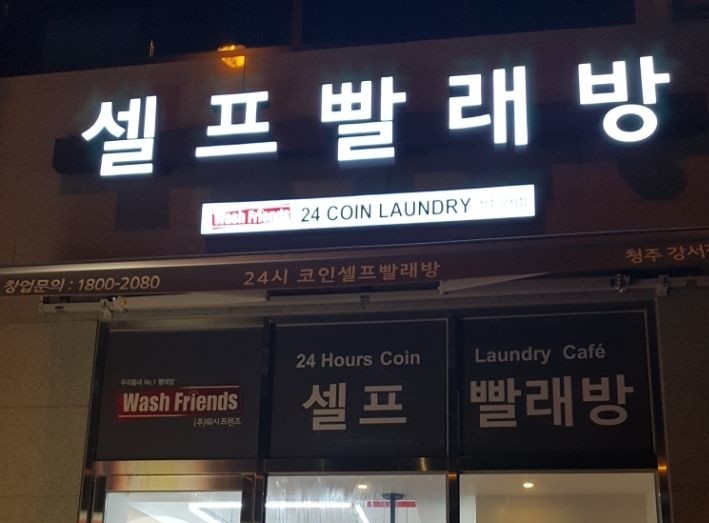 셀프빨래방
Wash Friends 24 COIN LAUNDRY
창업문의 : 1800-2080 24시 코인셀프빨래방 청주 강서
우리동네 No.1 빨래방
Wash Friends
(주)워시프렌즈
24 Hours Coin Laundry Café
셀프 빨래방